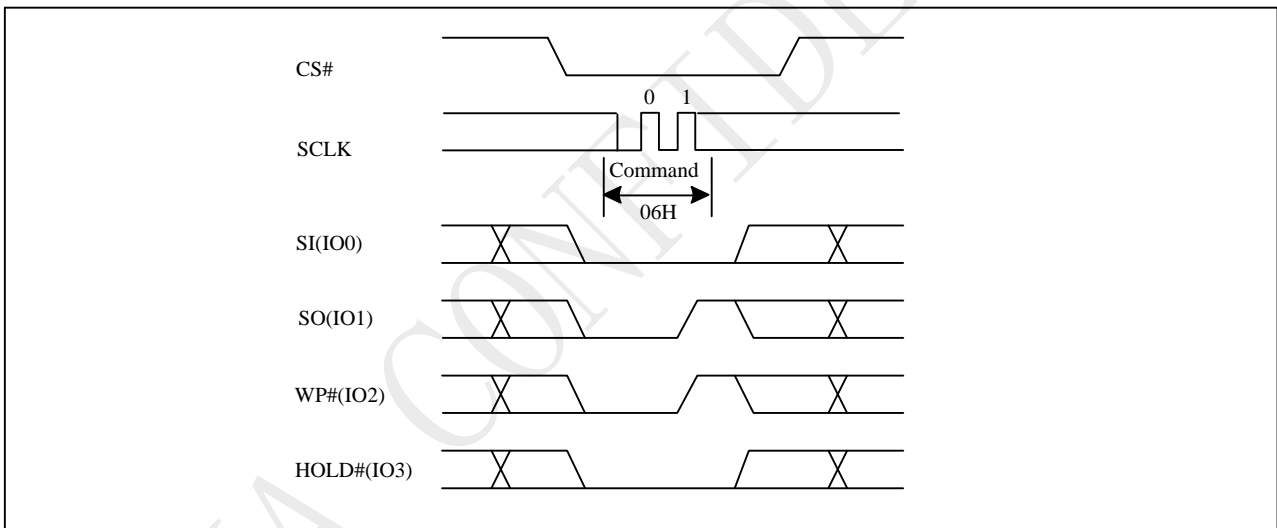 CS#
0 1
SCLK
Command
06H
SI(IO0)
SO(IO1)
WP#(IO2)
HOLD#(IO3)